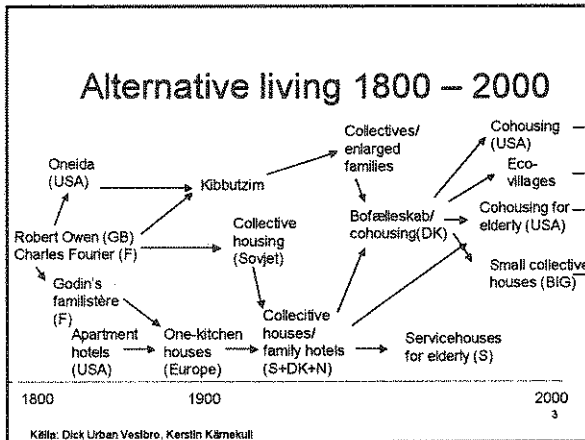 Alternative living 1800 – 2000
Oneida
(USA)
Robert Owen (GB)
Charles Fourier (F)
Godin's
familistère
(F)
Apartment
hotels
(USA)
One-kitchen
houses
(Europe)
Kibbutzim
Collective
housing
(Sovjet)
Collecitive
houses/
family hotels
(S+DK+N)
Collectives/
enlarged
families
Bofælleskab/
cohousing(DK)
Cohousing
(USA)
Eco-
villages
Cohousing for
elderly (USA)
Small collective
houses (BIG)
Servicehouses
for elderly (S)
1800
1900
2000
3
Källa: Dick Urban Vestbro, Kerstin Kärnekull